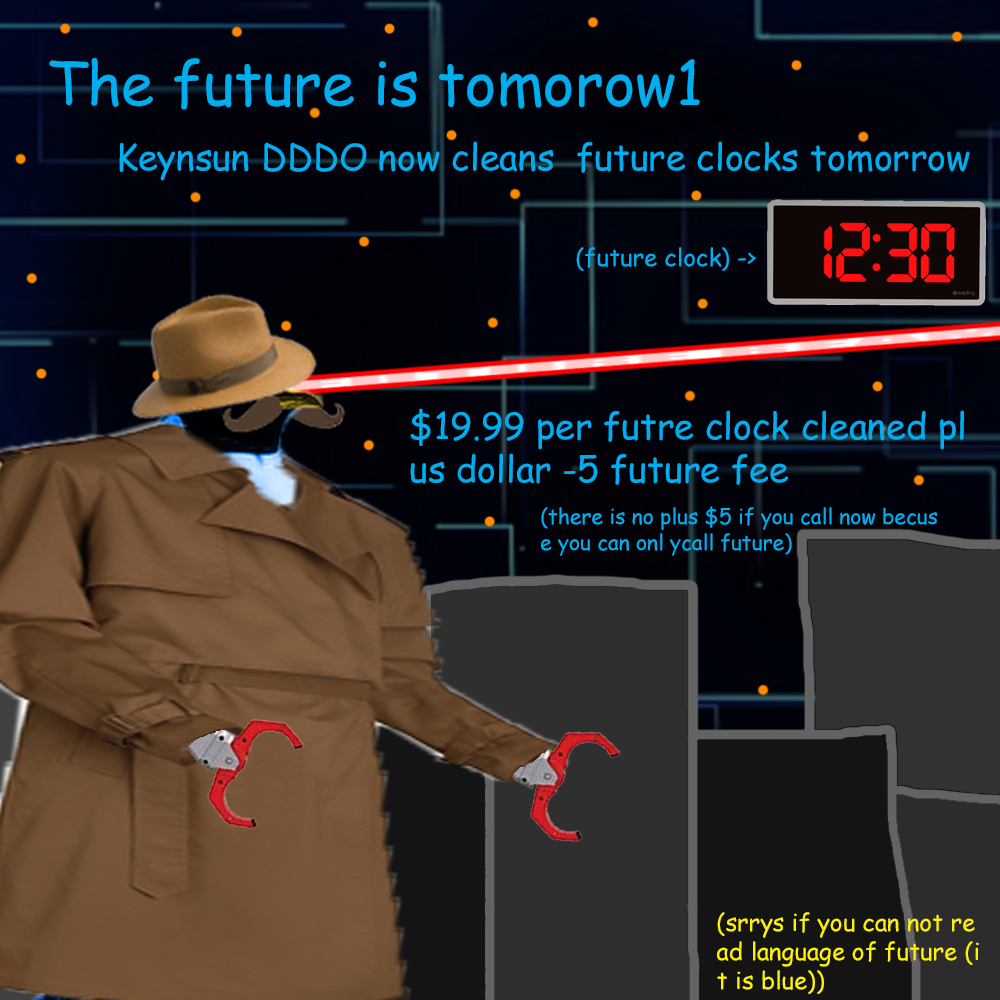 The future is tomorow1
Keynsun DDDO now cleans  future clocks tomorrow
(future clock) ->
12:30
$19.99 per futre clock cleaned pl
us dollar -5 future fee
(there is no plus $5 if you call now becus
e you can onl ycall future)
(srrys if you can not re
ad language of future (i
t is blue))